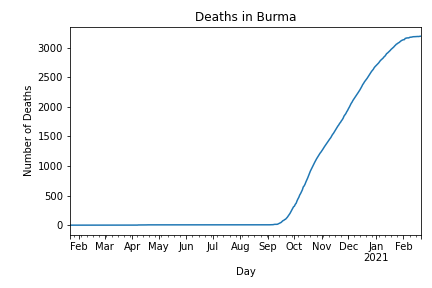 Deaths in Burma
Number of Deaths
3000
2500
2000
1500
1000
500
0
Feb Mar Apr May Jun Jul Aug Sep Oct Nov Dec Jan Feb
2021
Day